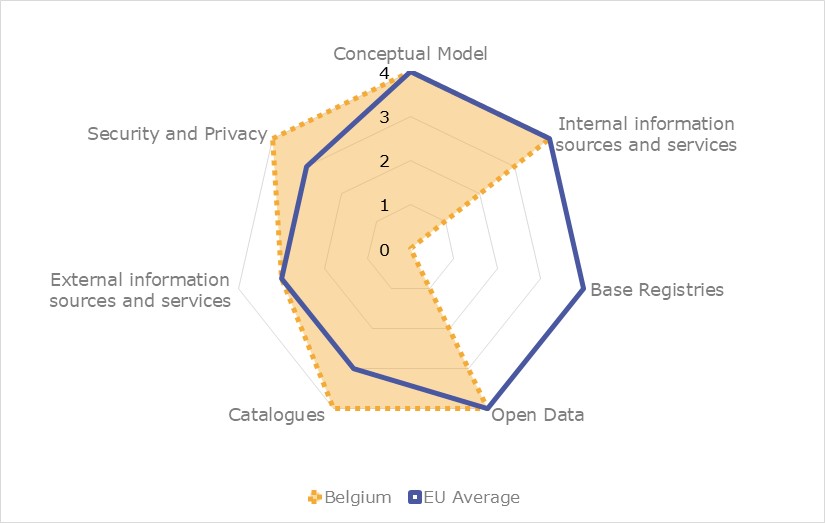 Conceptual Model
4
3
2
1
0
Internal information
sources and services
Base Registries
Open Data
Catalogues
External information
sources and services
Security and Privacy
Belgium
EU Average